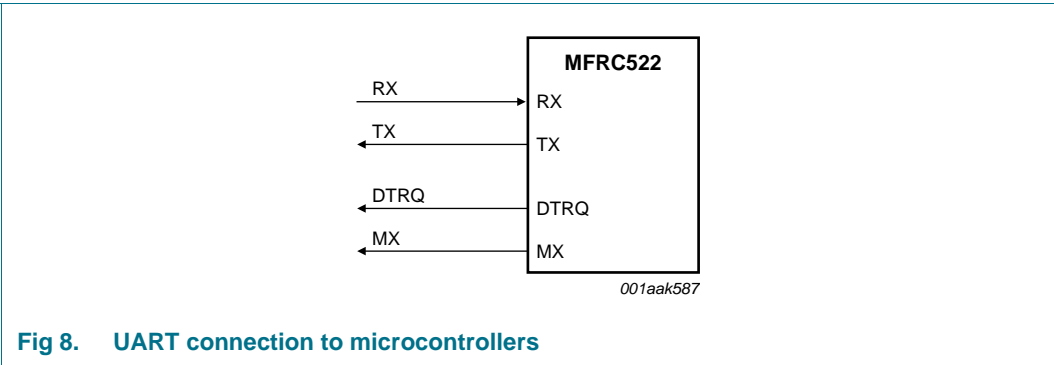 MFRC522
RX RX
TX TX
DTRQ DTRQ
MX MX
001aak587
Fig 8. UART connection to microcontrollers